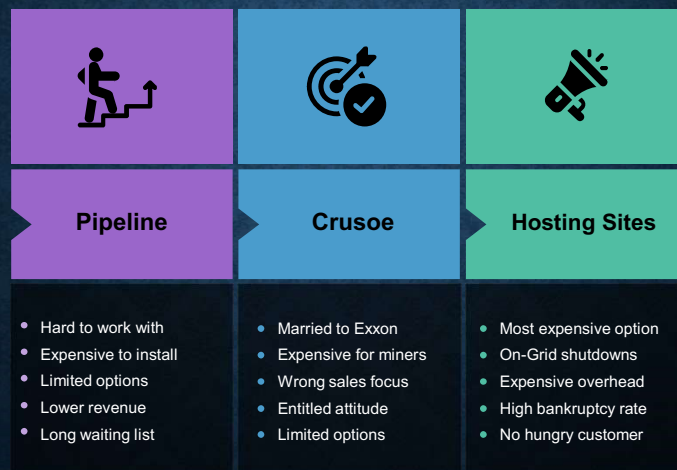 Pipeline
Crusoe
Hosting Sites
Hard to work with
Expensive to install
Limited options
Lower revenue
Long waiting list
Married to Exxon
Expensive for miners
Wrong sales focus
Entitled attitude
Limited options
Most expensive option
On-Grid shutdowns
Expensive overhead
High bankruptcy rate
No hungry customer